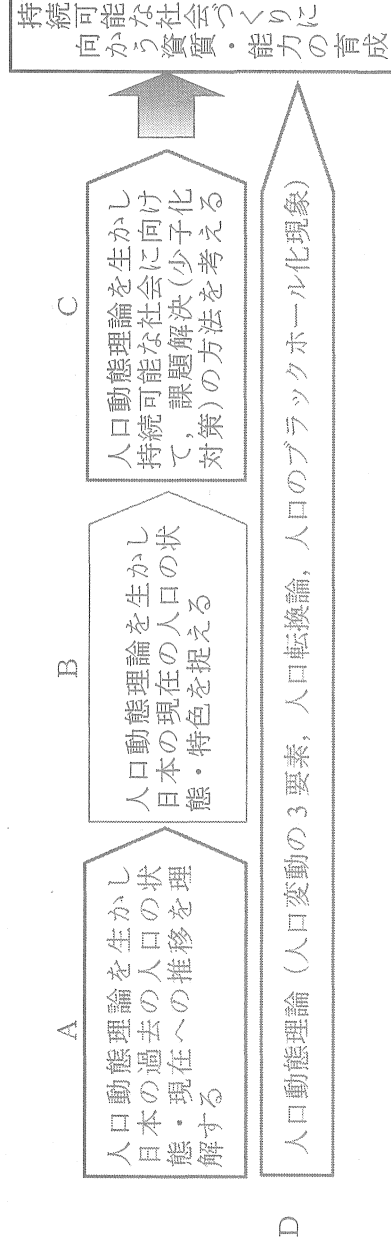 A
人口動態理論を生かし
日本の過去の人口の状
態・現在への推移を理
解する
B
人口動態理論を生かし
日本の現在の人口の状
態・特色を捉える
C
人口動態理論を生かし
持続可能な社会に向け
て，課題解決(少子化
対策)の方法を考える
持続可能な社会づくりに
向かう資質・能力の育成
D
人口動態理論（人口変動の3要素，人口転換論，人口のブラックホール化現象）